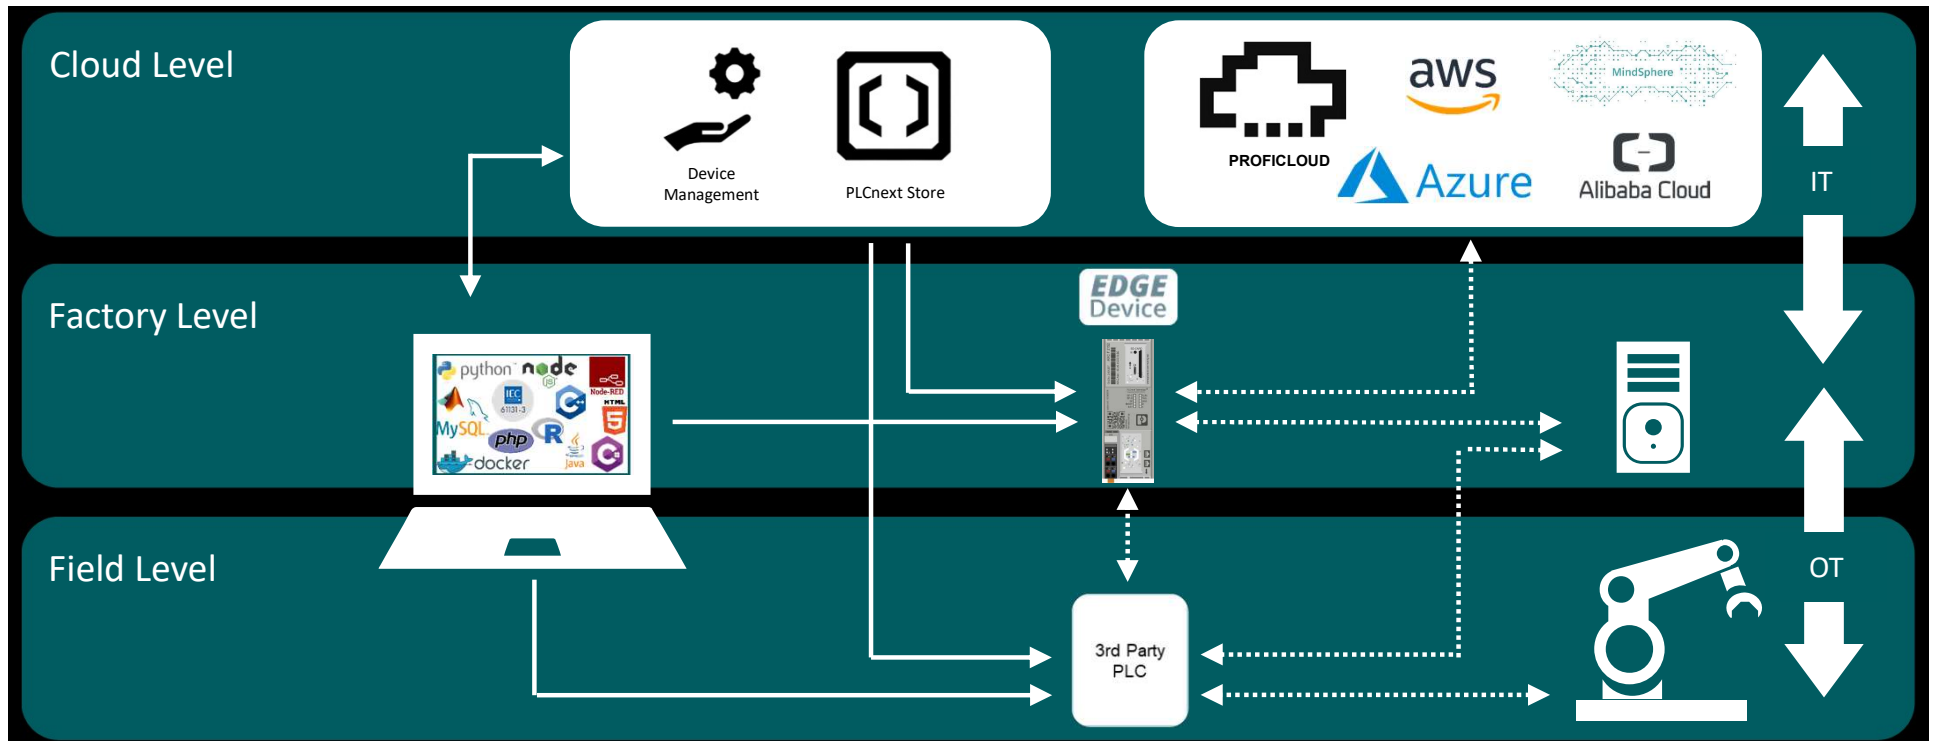 Cloud Level
Device
Management
PLCnext Store
PROFICLOUD
aws
MindSphere
Azure
Alibaba Cloud
IT
Factory Level
EDGE
Device
python
node
JS
Node-RED
IEC
61131-3
HTML
5
MySQL
php
R
Java
docker
Field Level
3rd Party
PLC
OT